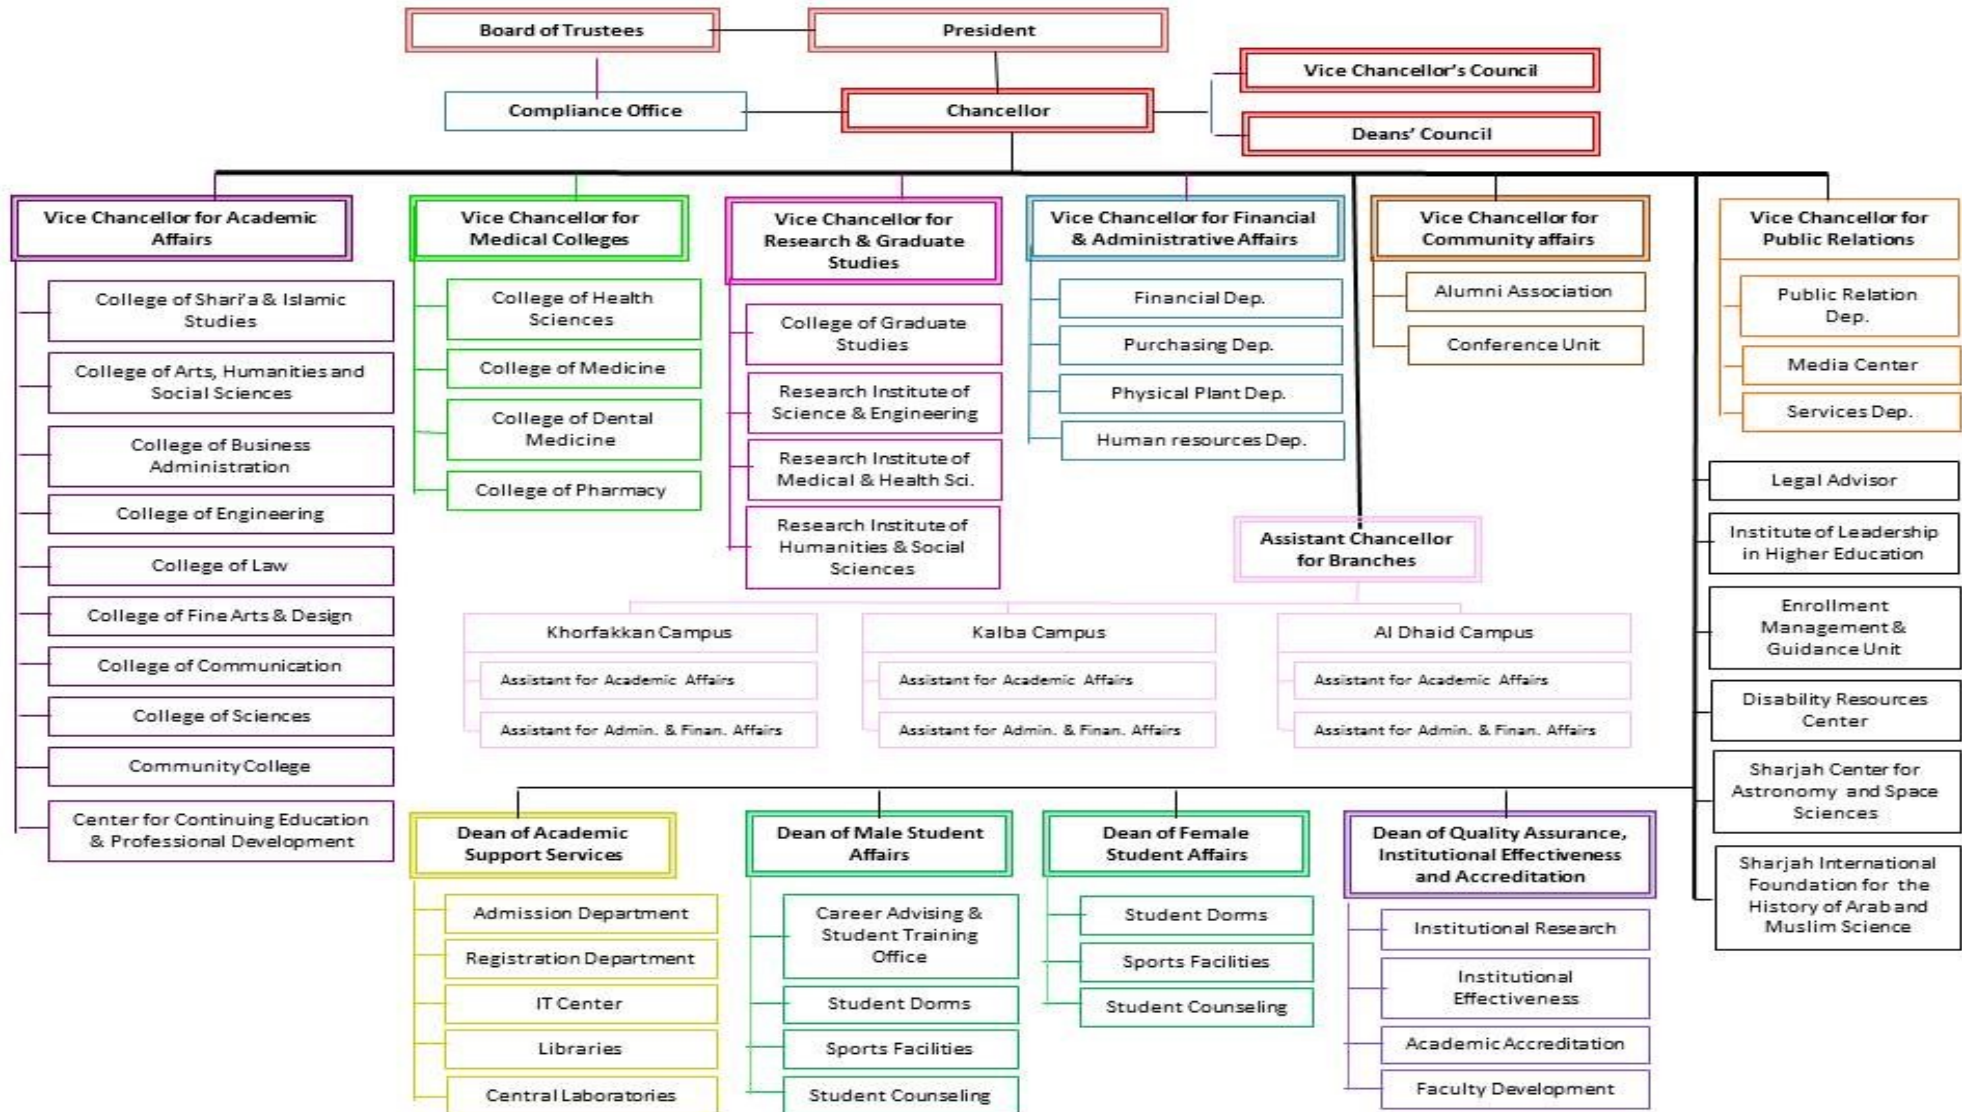 Board of Trustees
President
Compliance Office
Chancellor
Vice Chancellor's Council
Deans' Council
Vice Chancellor for Academic
Affairs
College of Shari'a & Islamic
Studies
College of Arts, Humanities and
Social Sciences
College of Business
Administration
College of Engineering
College of Law
College of Fine Arts & Design
College of Communication
College of Sciences
Community College
Center for Continuing Education
& Professional Development
Vice Chancellor for
Medical Colleges
College of Health
Sciences
College of Medicine
College of Dental
Medicine
College of Pharmacy
Vice Chancellor for
Research & Graduate
Studies
College of Graduate
Studies
Research Institute of
Science & Engineering
Research Institute of
Medical & Health Sci.
Research Institute of
Humanities & Social
Sciences
Vice Chancellor for Financial
& Administrative Affairs
Financial Dep.
Purchasing Dep.
Physical Plant Dep.
Human resources Dep.
Vice Chancellor for
Community affairs
Alumni Association
Conference Unit
Vice Chancellor for
Public Relations
Public Relation
Dep.
Media Center
Services Dep.
Legal Advisor
Institute of Leadership
in Higher Education
Enrollment
Management &
Guidance Unit
Disability Resources
Center
Sharjah Center for
Astronomy and Space
Sciences
Sharjah International
Foundation for the
History of Arab and
Muslim Science
Assistant Chancellor
for Branches
Khorfakkan Campus
Assistant for Academic Affairs
Assistant for Admin. & Finan. Affairs
Kalba Campus
Assistant for Academic Affairs
Assistant for Admin. & Finan. Affairs
Al Dhaid Campus
Assistant for Academic Affairs
Assistant for Admin. & Finan. Affairs
Dean of Academic
Support Services
Admission Department
Registration Department
IT Center
Libraries
Central Laboratories
Dean of Male Student
Affairs
Career Advising &
Student Training
Office
Student Dorms
Sports Facilities
Student Counseling
Dean of Female
Student Affairs
Student Dorms
Sports Facilities
Student Counseling
Dean of Quality Assurance,
Institutional Effectiveness
and Accreditation
Institutional Research
Institutional
Effectiveness
Academic Accreditation
Faculty Development